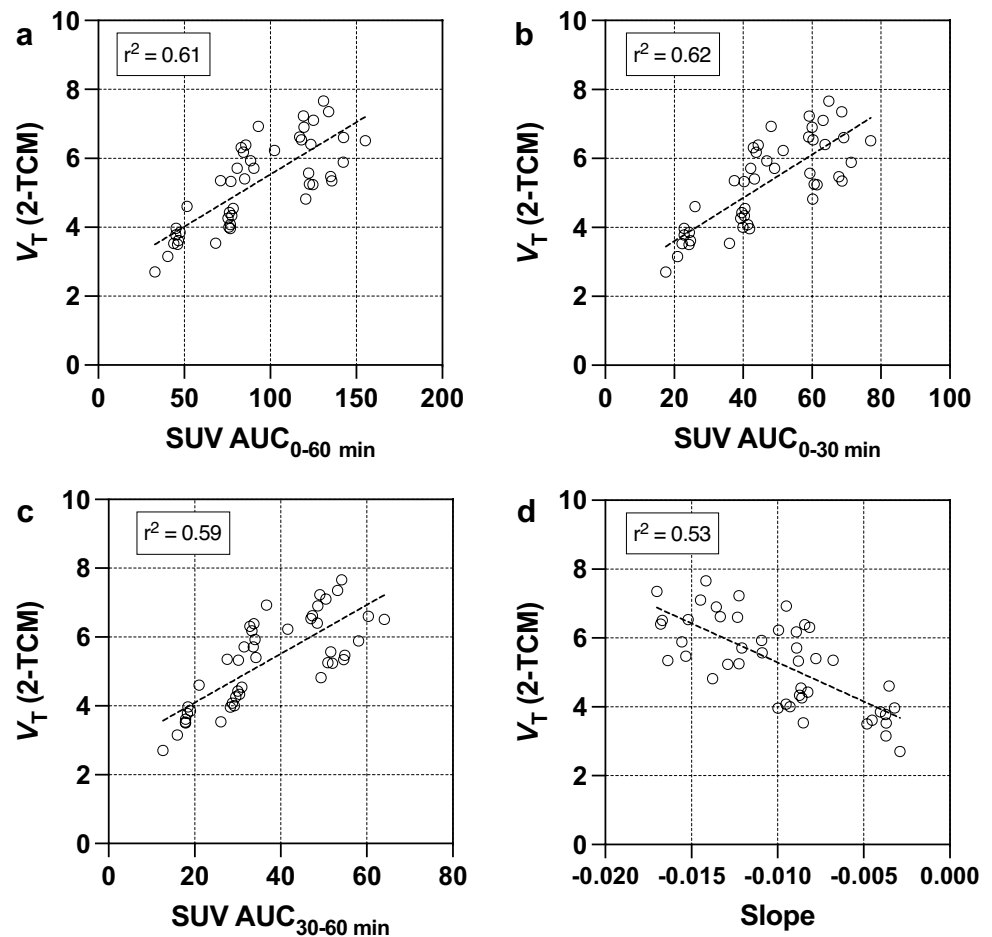 a
r² = 0.61
10
8
6
4
2
0
V_T (2-TCM)
0 50 100 150 200
SUV AUC_0-60 min
b
r² = 0.62
10
8
6
4
2
0
V_T (2-TCM)
0 20 40 60 80 100
SUV AUC_0-30 min
c
r² = 0.59
10
8
6
4
2
0
V_T (2-TCM)
0 20 40 60 80
SUV AUC_30-60 min
d
r² = 0.53
10
8
6
4
2
0
V_T (2-TCM)
-0.020 -0.015 -0.010 -0.005 0.000
Slope